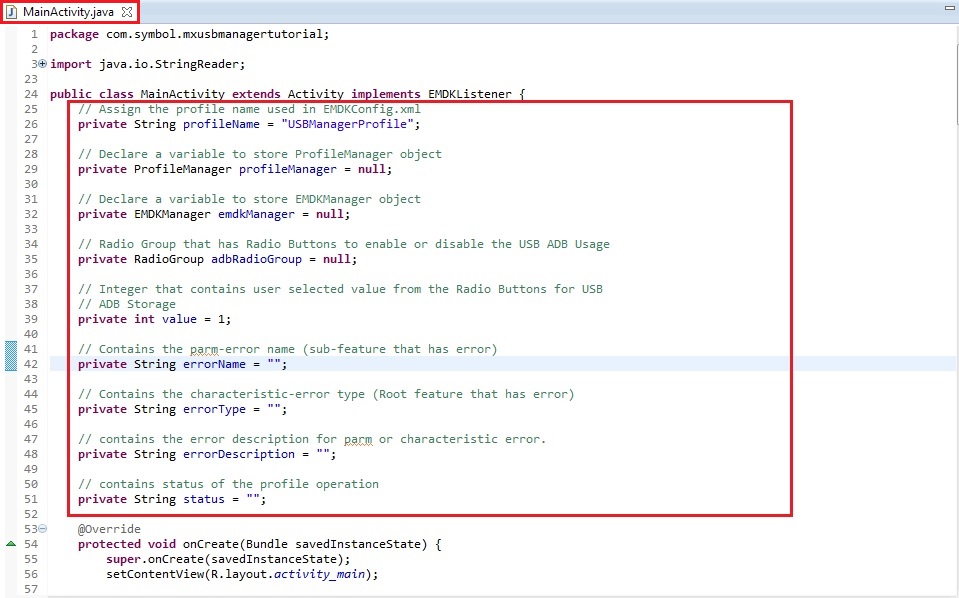 MainActivity.java
1 package com.symbol.mxusbmanagertutorial;
2
3 import java.io.StringReader;
23
24 public class MainActivity extends Activity implements EMDKListener {
25     // Assign the profile name used in EMDKConfig.xml
26     private String profileName = "USBManagerProfile";
27
28     // Declare a variable to store ProfileManager object
29     private ProfileManager profileManager = null;
30
31     // Declare a variable to store EMDKManager object
32     private EMDKManager emdkManager = null;
33
34     // Radio Group that has Radio Buttons to enable or disable the USB ADB Usage
35     private RadioGroup adbRadioGroup = null;
36
37     // Integer that contains user selected value from the Radio Buttons for USB
38     // ADB Storage
39     private int value = 1;
40
41     // Contains the parm-error name (sub-feature that has error)
42     private String errorName = "";
43
44     // Contains the characteristic-error type (Root feature that has error)
45     private String errorType = "";
46
47     // contains the error description for parm or characteristic error.
48     private String errorDescription = "";
49
50     // contains status of the profile operation
51     private String status = "";
52
53     @Override
54     protected void onCreate(Bundle savedInstanceState) {
55         super.onCreate(savedInstanceState);
56         setContentView(R.layout.activity_main);
57